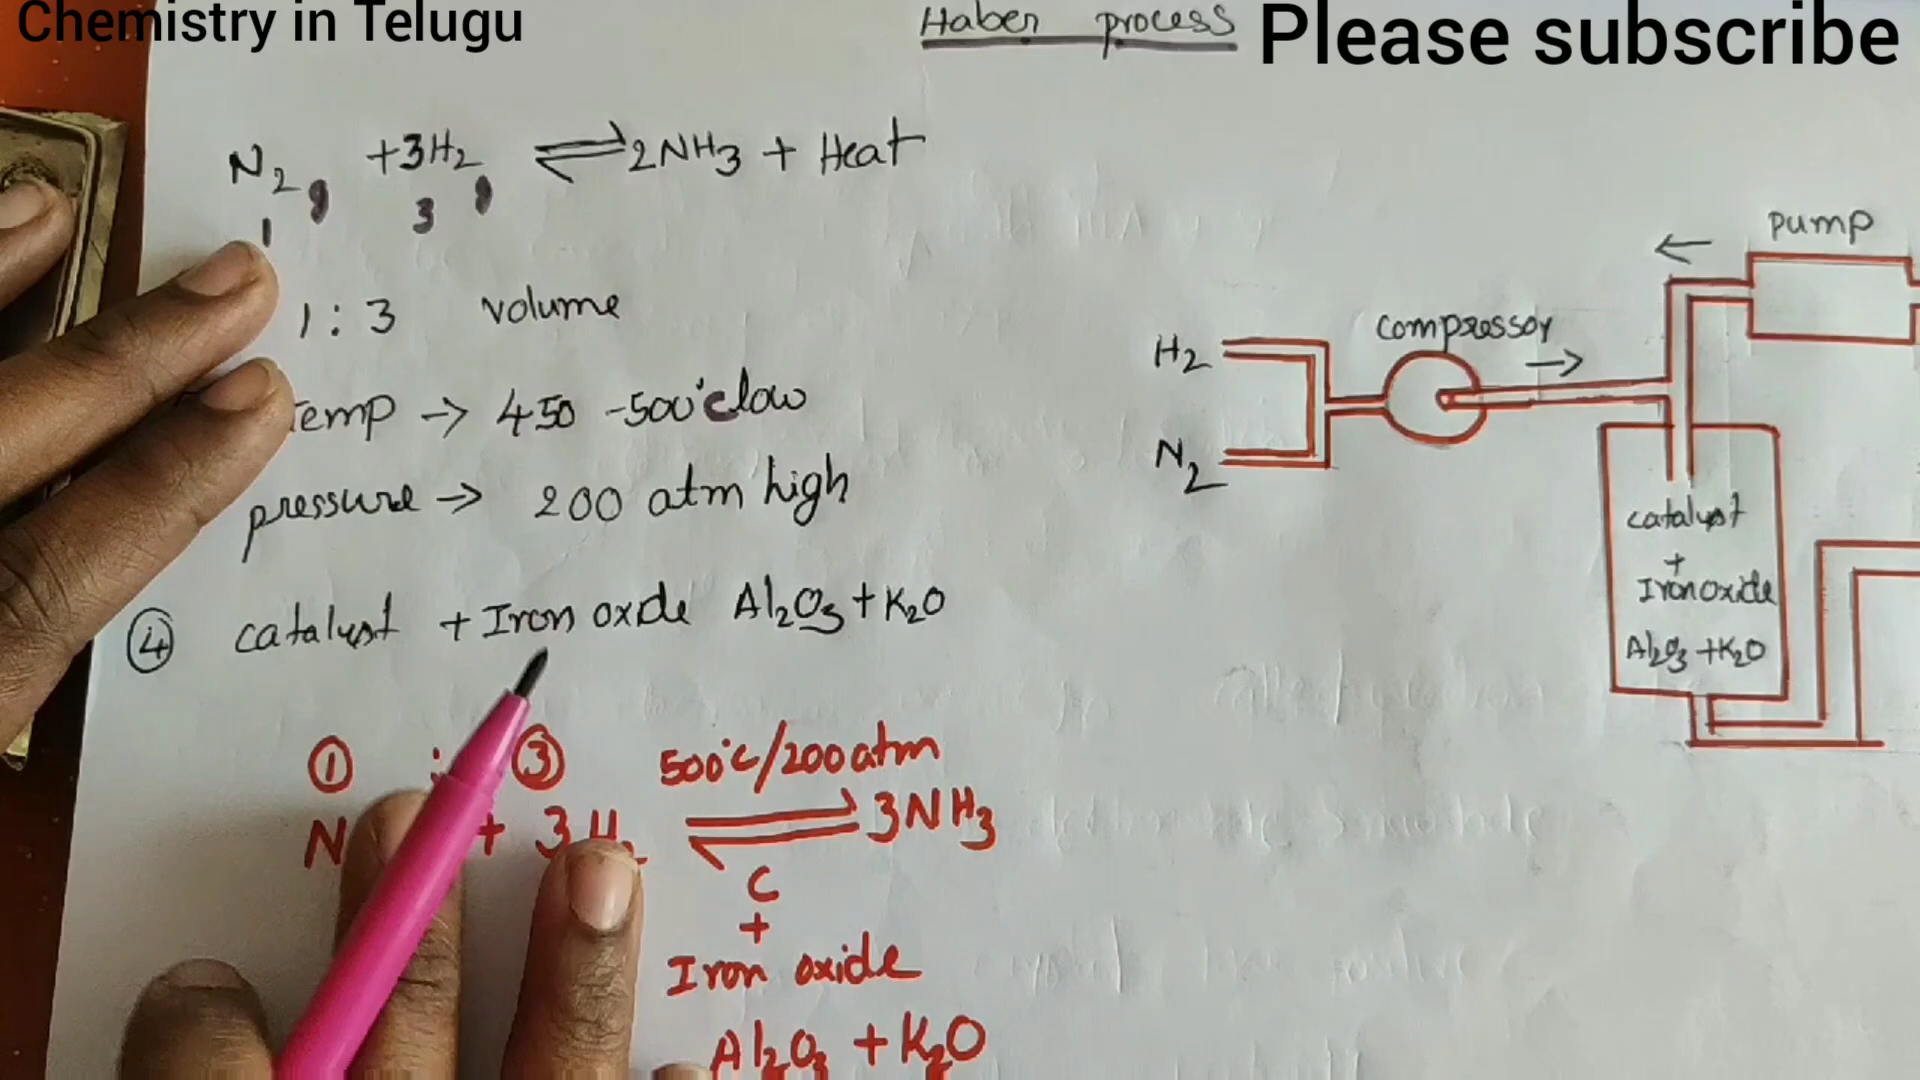 Chemistry in Telugu
Haber process
Please subscribe
N2 +3H2 ⇌ 2NH3 + Heat
1 3
1 : 3 volume
Temp → 450 -500°c low
pressure → 200 atm high
④ catalyst + Iron oxide Al2O3 + K2O
① : ③ 500°c/200atm
N + 3H2 ⇌ 3NH3
C
+
Iron oxide
Al2O3 + K2O
pump
←
compressor
→
H2
N2
catalyst
+
Iron oxide
Al2O3 + K2O